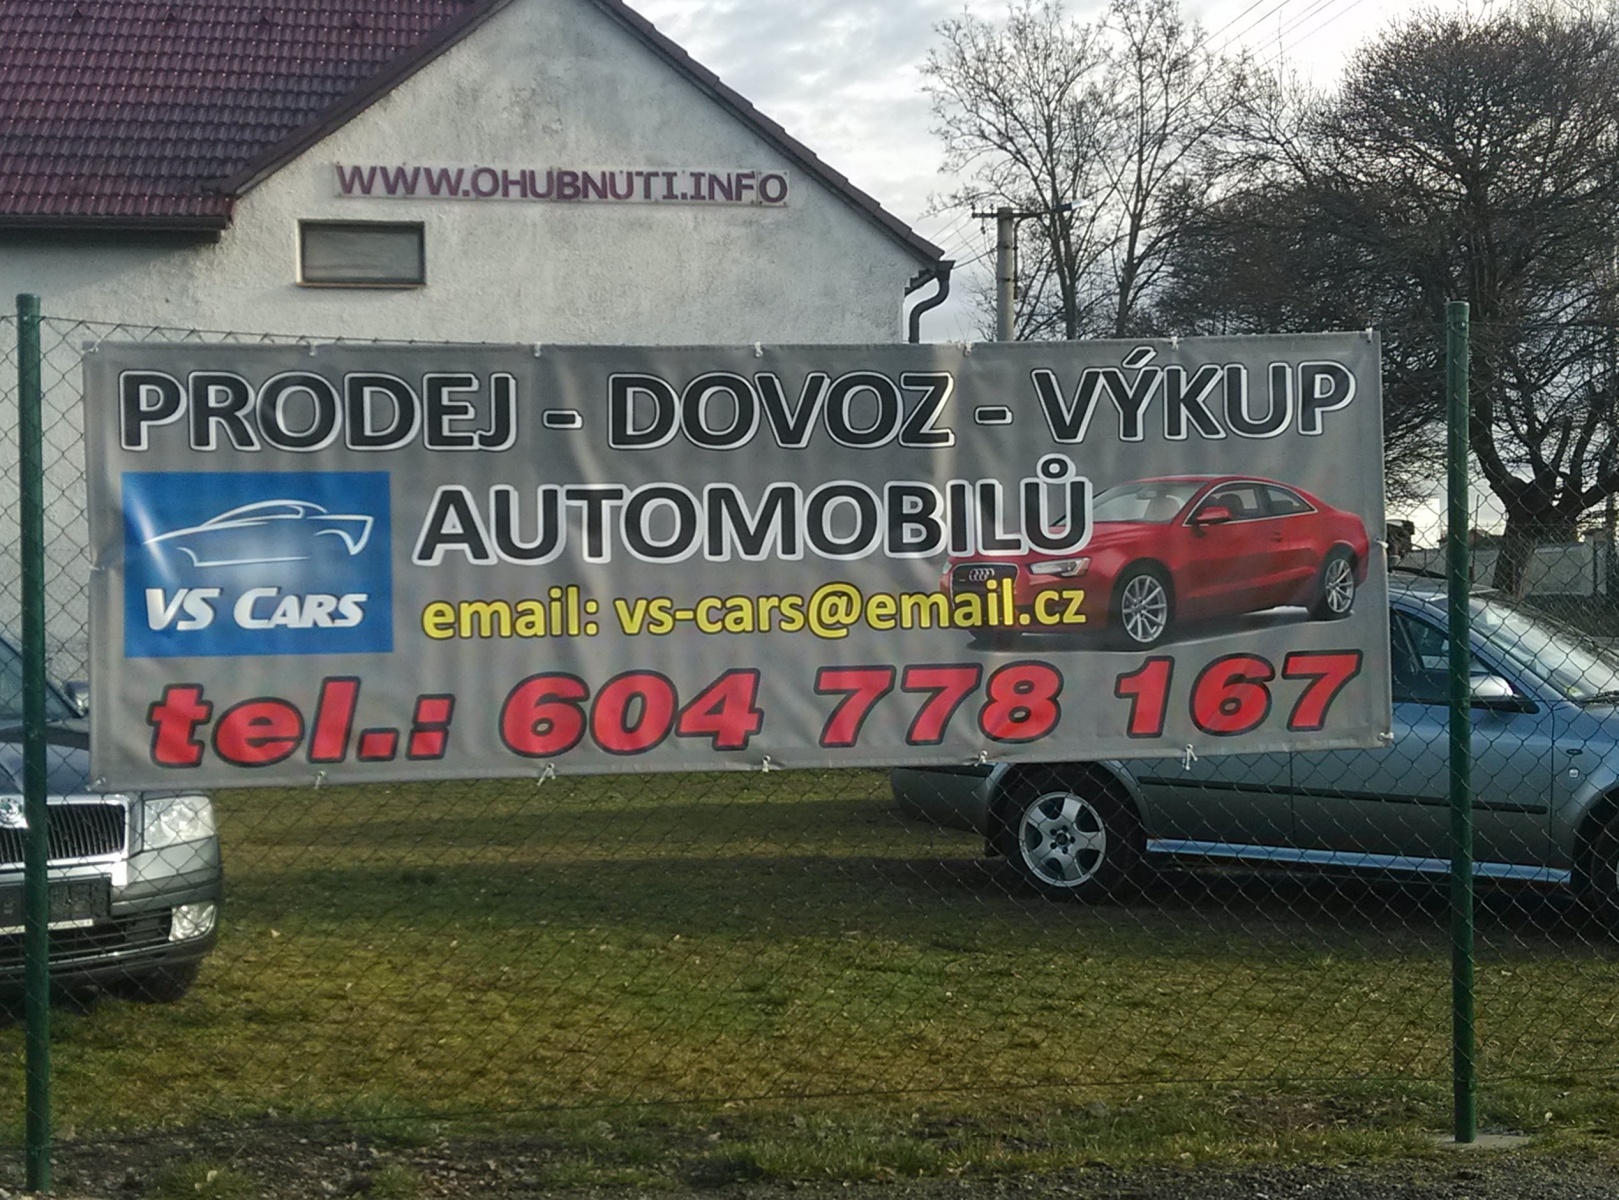 WWW.OHUBNUTI.INFO
PRODEJ - DOVOZ - VÝKUP
AUTOMOBILŮ
VS CARS
email: vs-cars@email.cz
tel.: 604 778 167